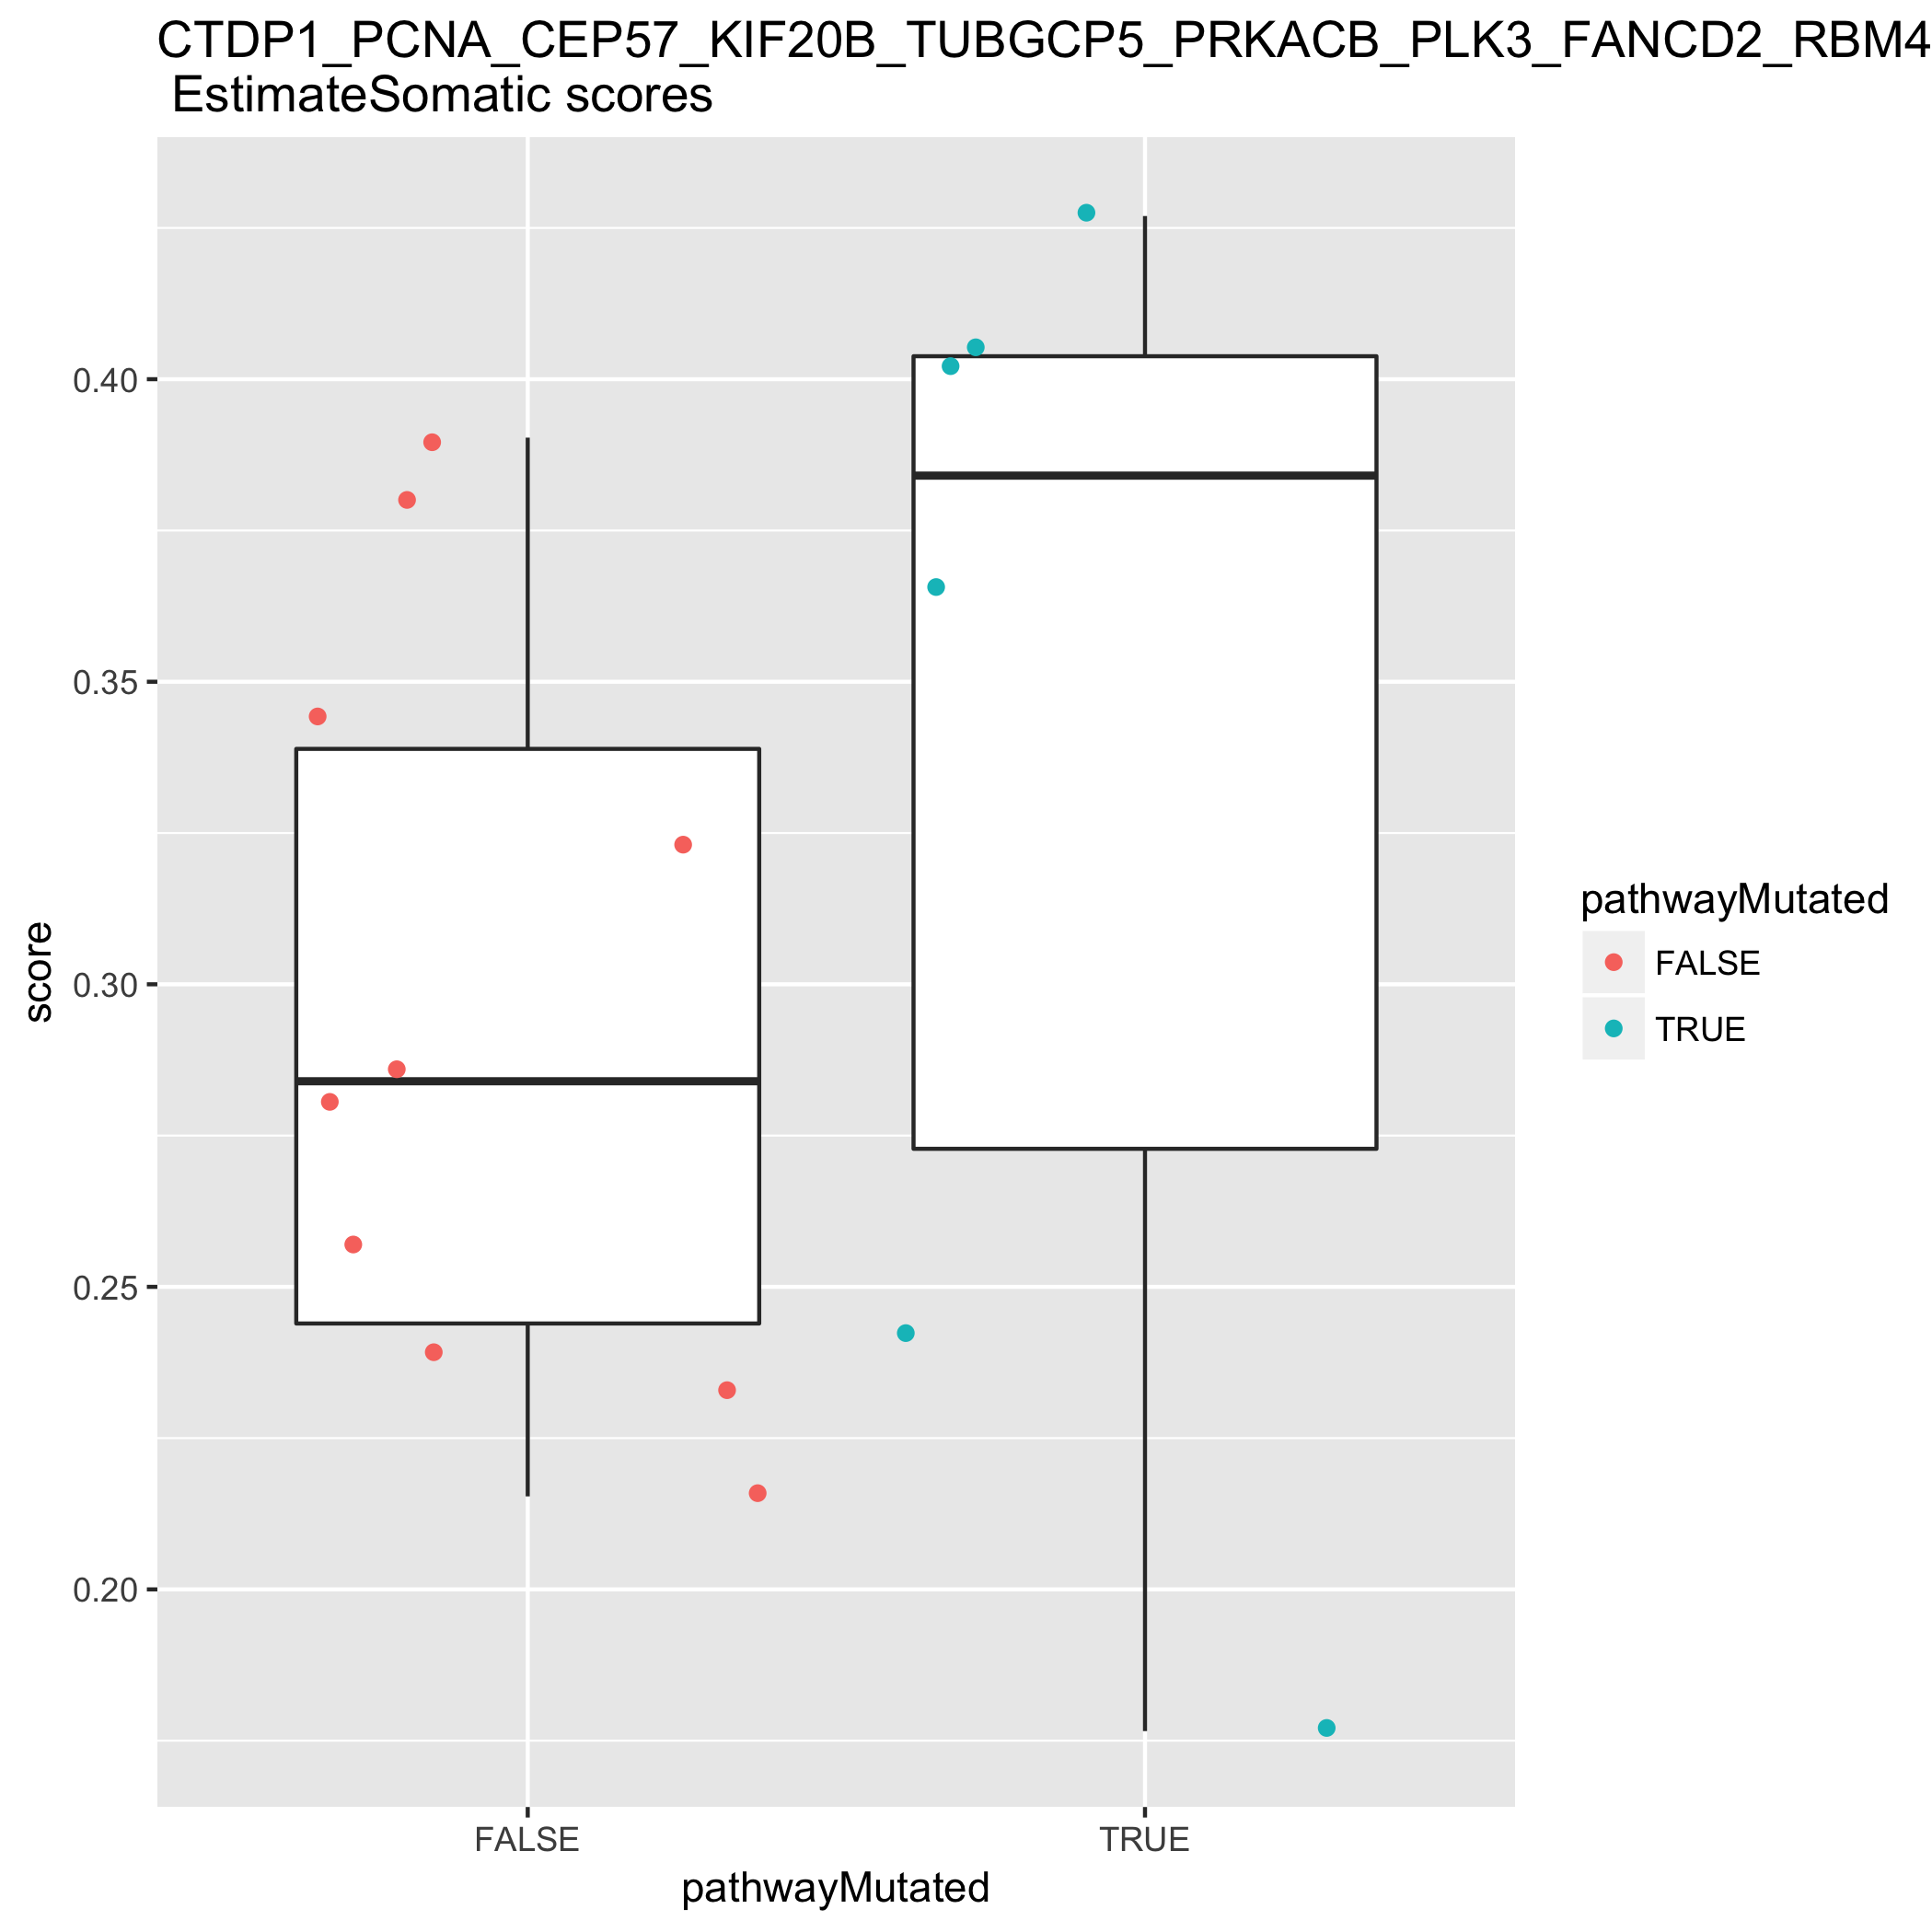 CTDP1_PCNA_CEP57_KIF20B_TUBGCP5_PRKACB_PLK3_FANCD2_RBM4
EstimateSomatic scores
0.40
0.35
0.30
0.25
0.20
score
FALSE
TRUE
pathwayMutated
pathwayMutated
FALSE
TRUE